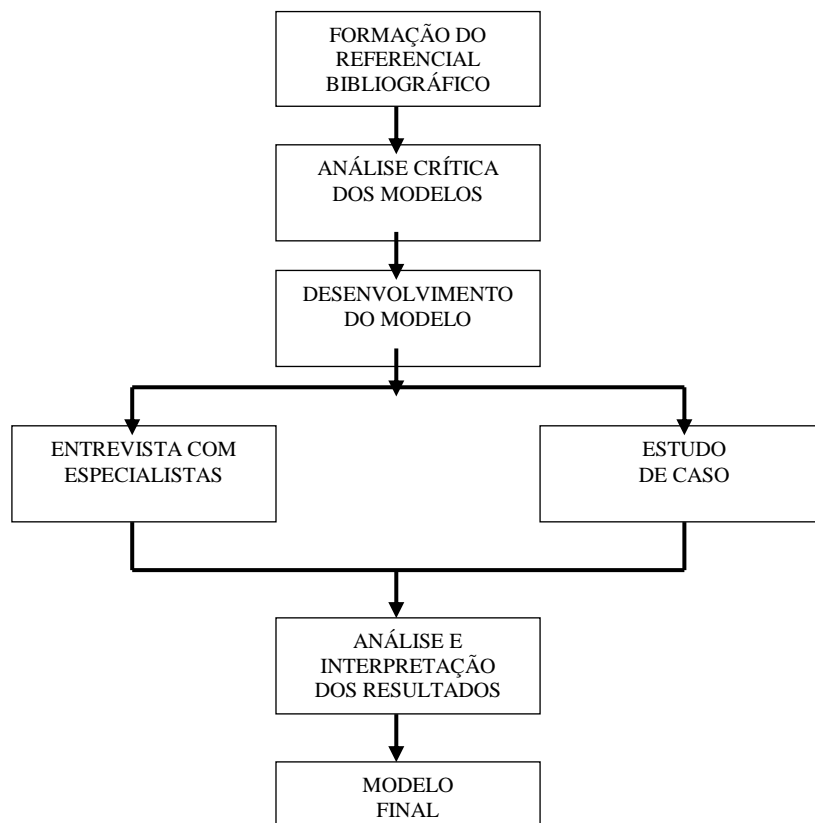 FORMAÇÃO DO
REFERENCIAL
BIBLIOGRÁFICO
ANÁLISE CRÍTICA
DOS MODELOS
DESENVOLVIMENTO
DO MODELO
ENTREVISTA COM
ESPECIALISTAS
ESTUDO
DE CASO
ANÁLISE E
INTERPRETAÇÃO
DOS RESULTADOS
MODELO
FINAL